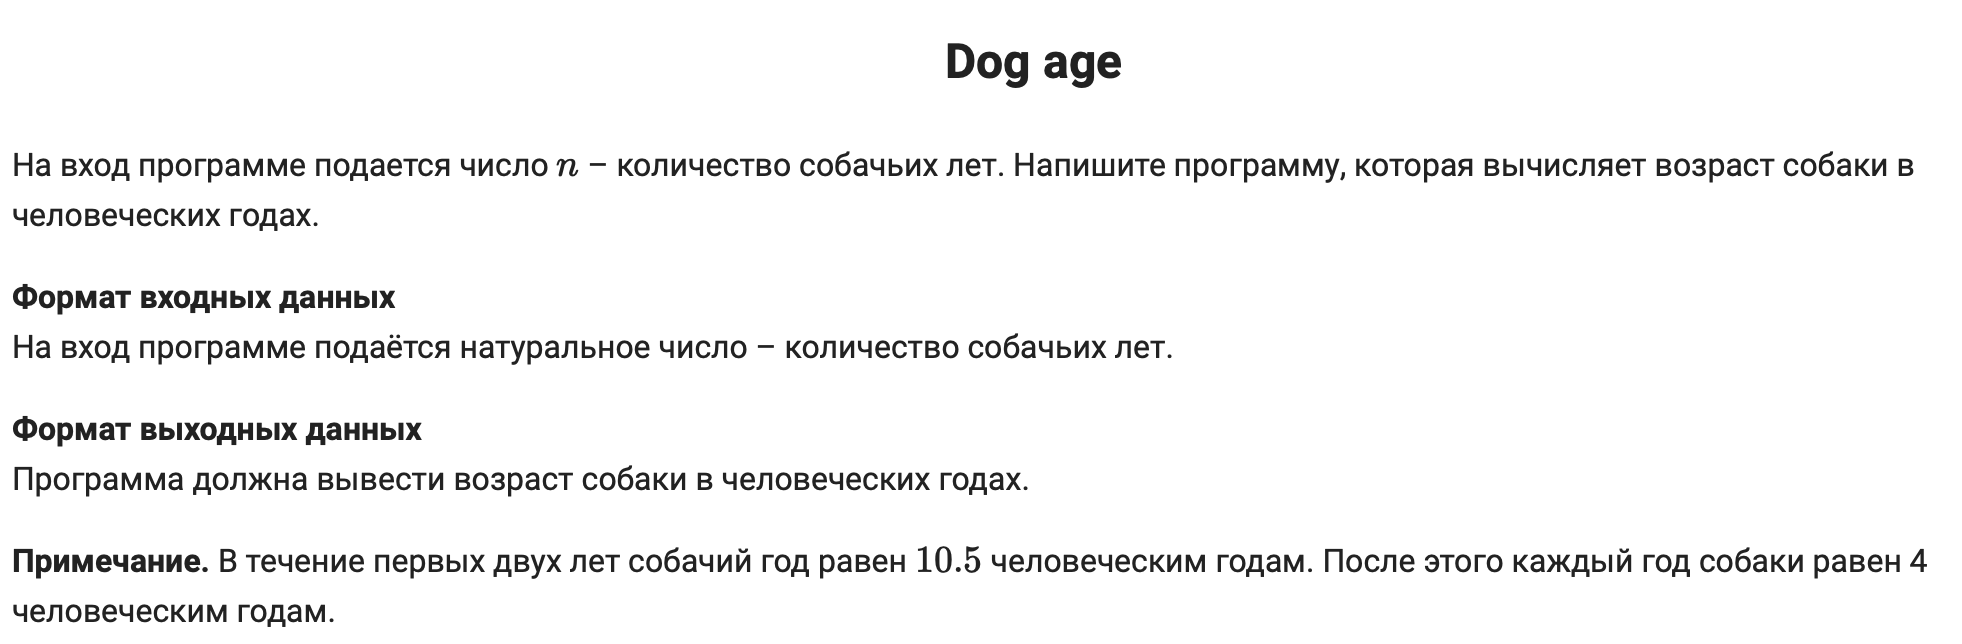 Dog age
На вход программе подается число n – количество собачьих лет. Напишите программу, которая вычисляет возраст собаки в
человеческих годах.
Формат входных данных
На вход программе подаётся натуральное число – количество собачьих лет.
Формат выходных данных
Программа должна вывести возраст собаки в человеческих годах.
Примечание. В течение первых двух лет собачий год равен 10.5 человеческим годам. После этого каждый год собаки равен 4
человеческим годам.